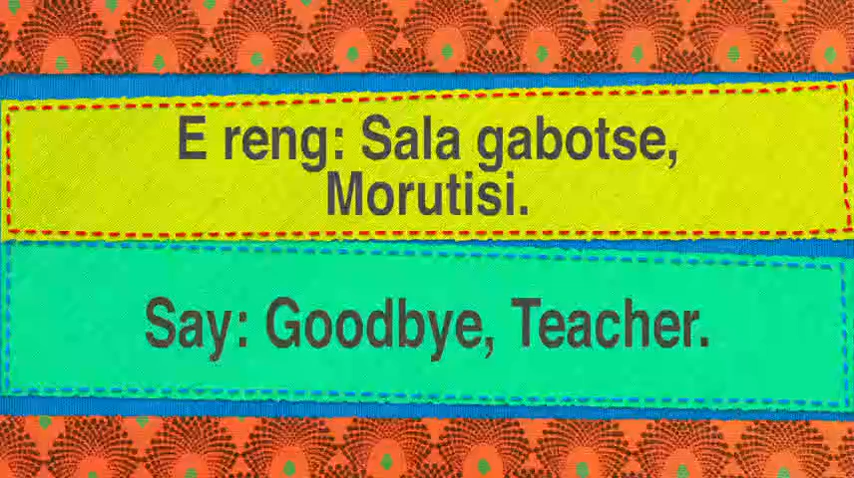 E reng: Sala gabotse,
Morutisi.
Say: Goodbye, Teacher.